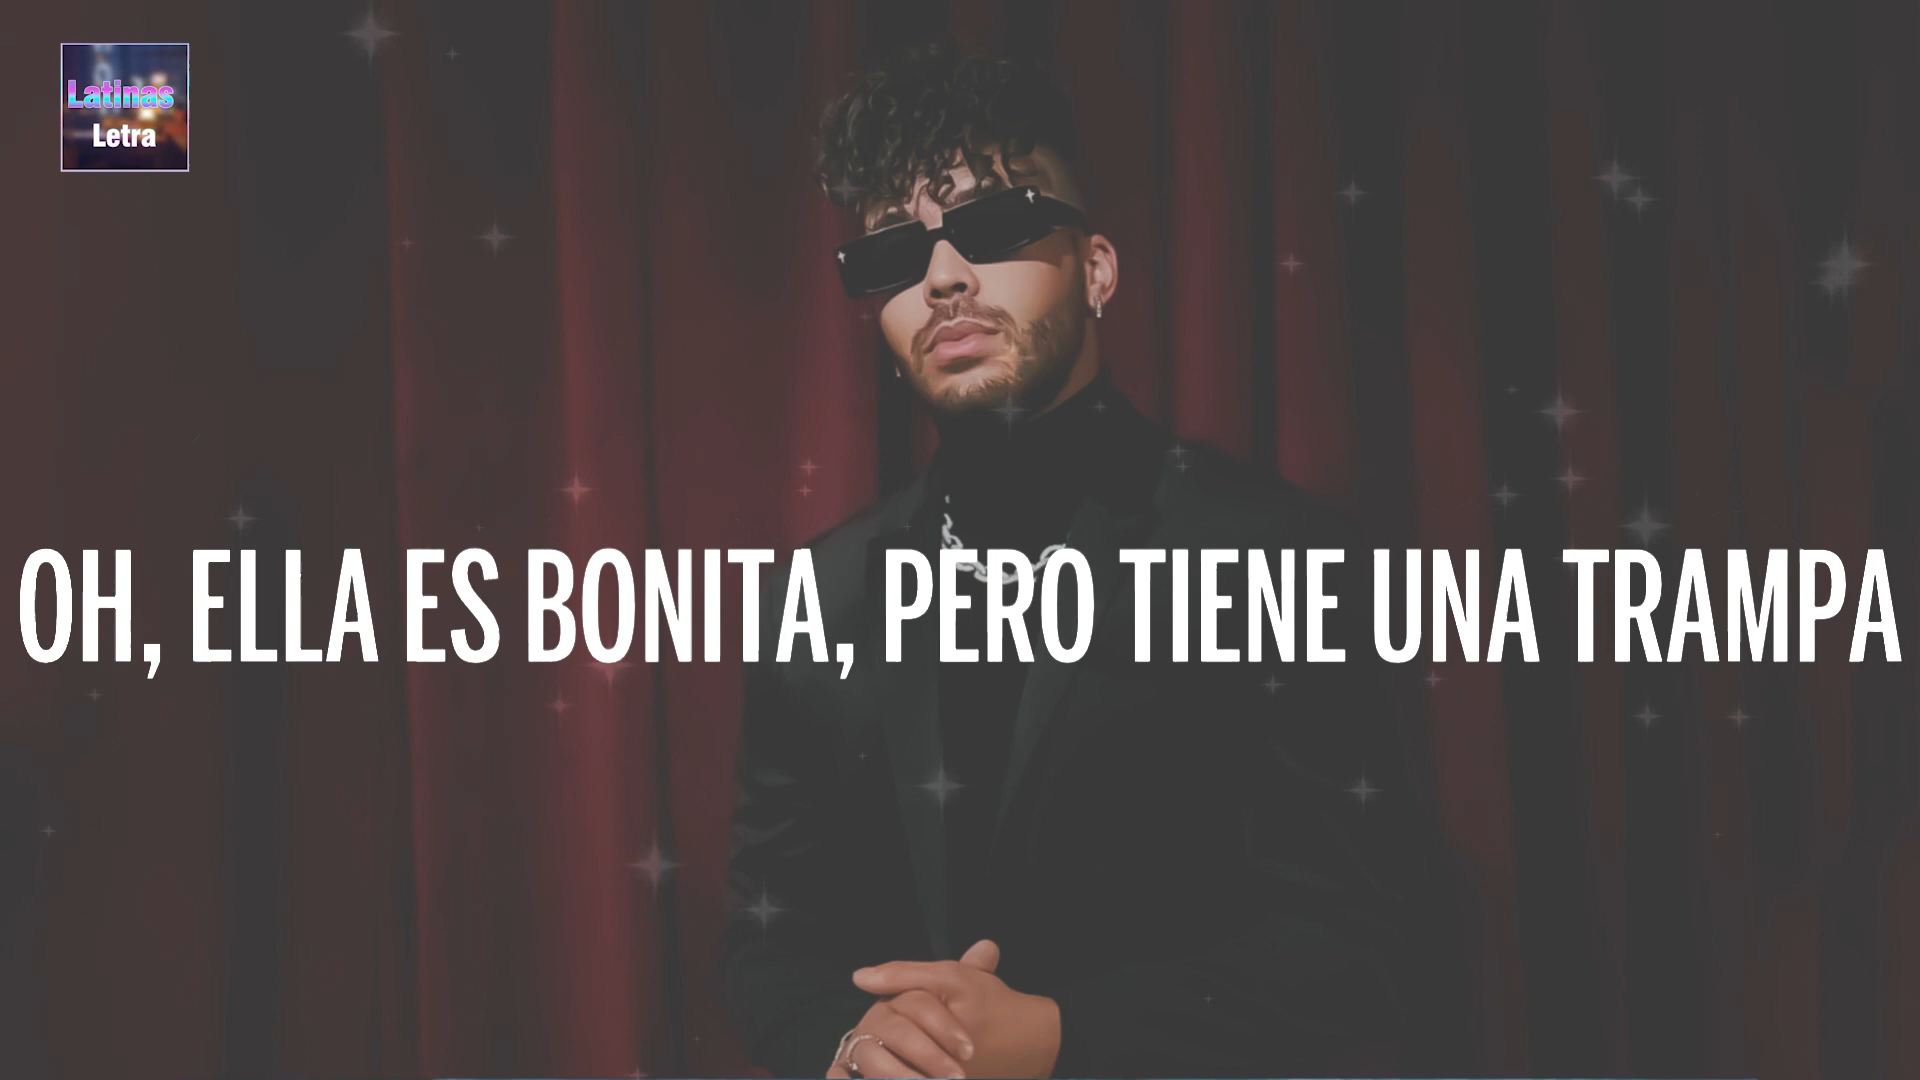 Latinas
Letra
OH, ELLA ES BONITA, PERO TIENE UNA TRAMPA